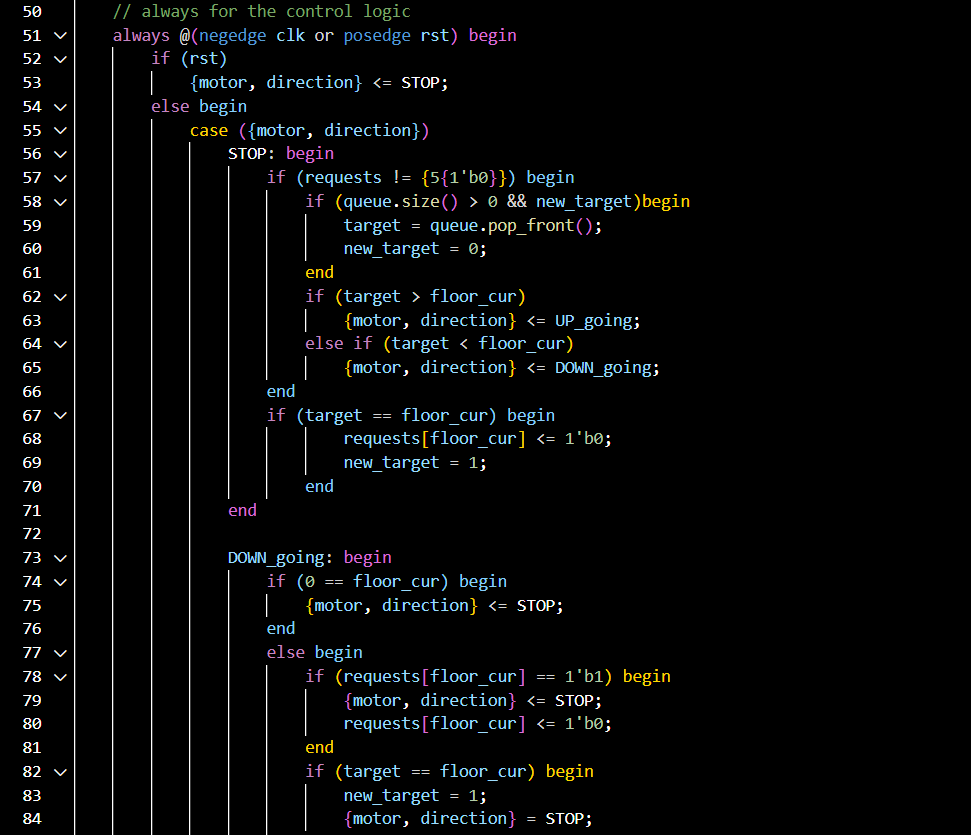 50 // always for the control logic
51 always @(negedge clk or posedge rst) begin
52 if (rst)
53 {motor, direction} <= STOP;
54 else begin
55 case ({motor, direction})
56 STOP: begin
57 if (requests != {5{1'b0}}) begin
58 if (queue.size() > 0 && new_target)begin
59 target = queue.pop_front();
60 new_target = 0;
61 end
62 if (target > floor_cur)
63 {motor, direction} <= UP_going;
64 else if (target < floor_cur)
65 {motor, direction} <= DOWN_going;
66 end
67 if (target == floor_cur) begin
68 requests[floor_cur] <= 1'b0;
69 new_target = 1;
70 end
71 end
72
73 DOWN_going: begin
74 if (0 == floor_cur) begin
75 {motor, direction} <= STOP;
76 end
77 else begin
78 if (requests[floor_cur] == 1'b1) begin
79 {motor, direction} <= STOP;
80 requests[floor_cur] <= 1'b0;
81 end
82 if (target == floor_cur) begin
83 new_target = 1;
84 {motor, direction} = STOP;